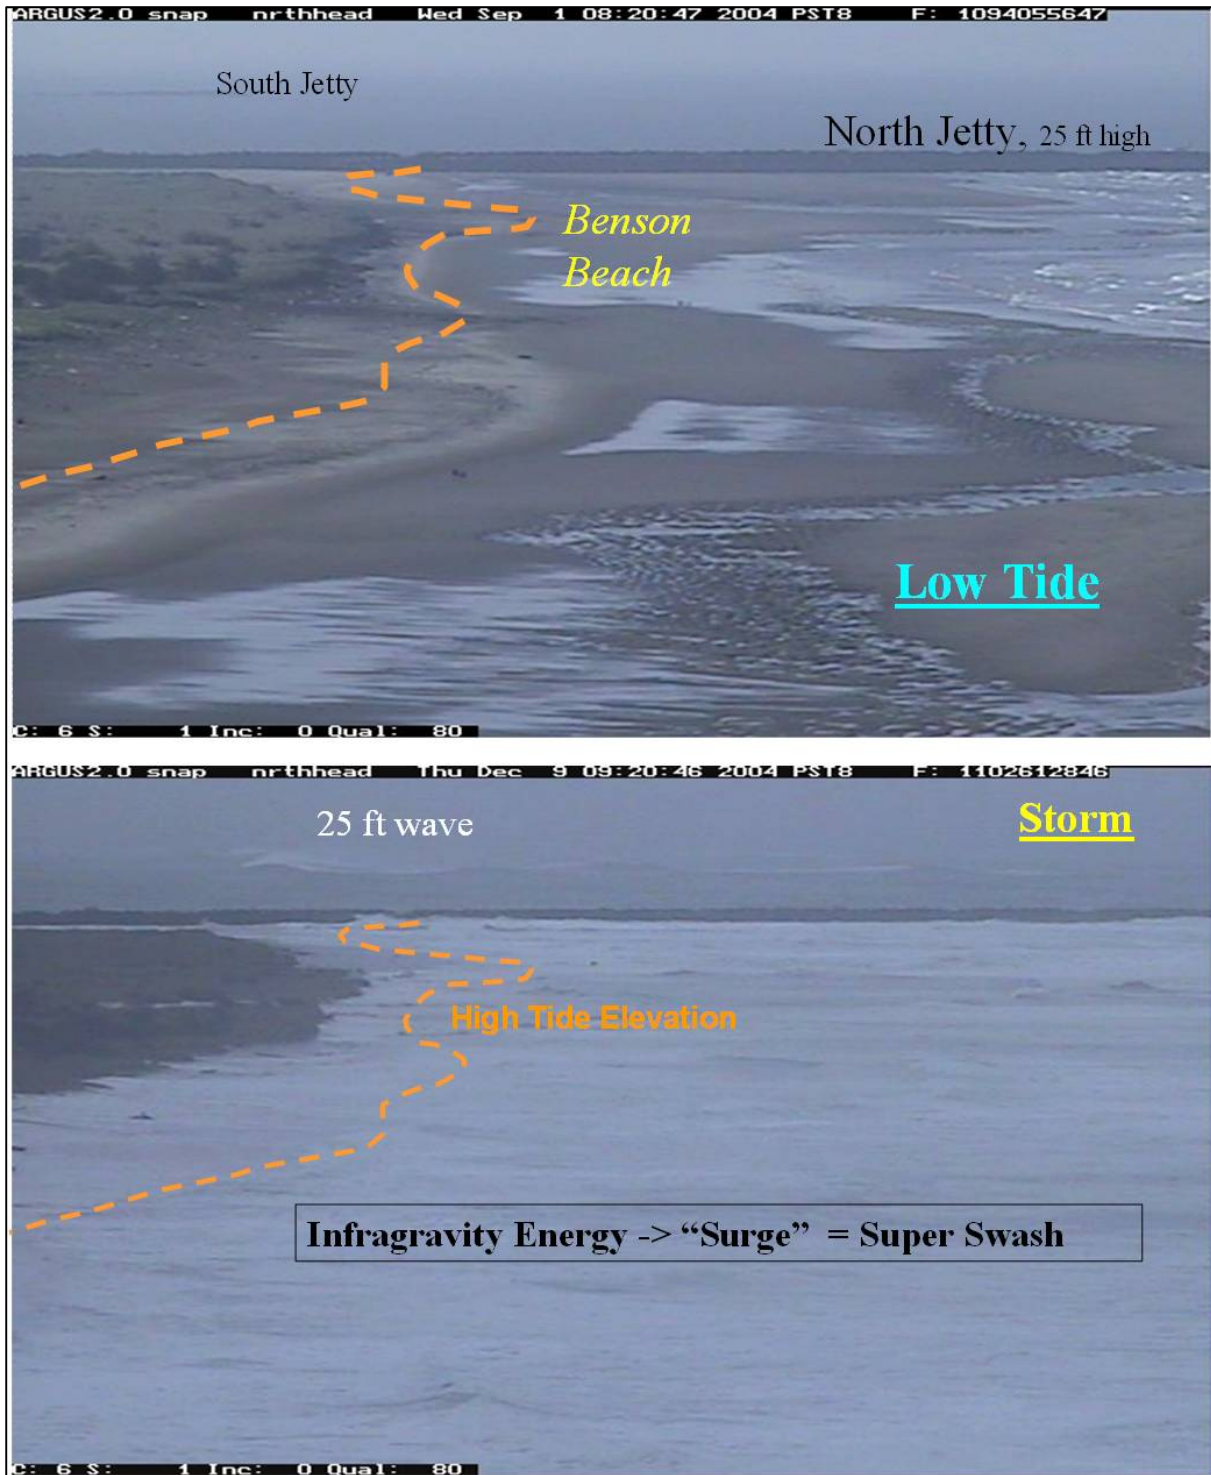 ARGUS2.0 snap nrthhead Wed Sep 1 08:20:47 2004 PST8 F: 1094055647
South Jetty
North Jetty, 25 ft high
Benson
Beach
Low Tide
C: 6 S: 1 Inc: 0 Qual: 80
ARGUS2.0 snap nrthhead Thu Dec 9 09:20:46 2004 PST8 F: 1102612846
25 ft wave
Storm
High Tide Elevation
Infragravity Energy -> “Surge” = Super Swash
C: 6 S: 1 Inc: 0 Qual: 80